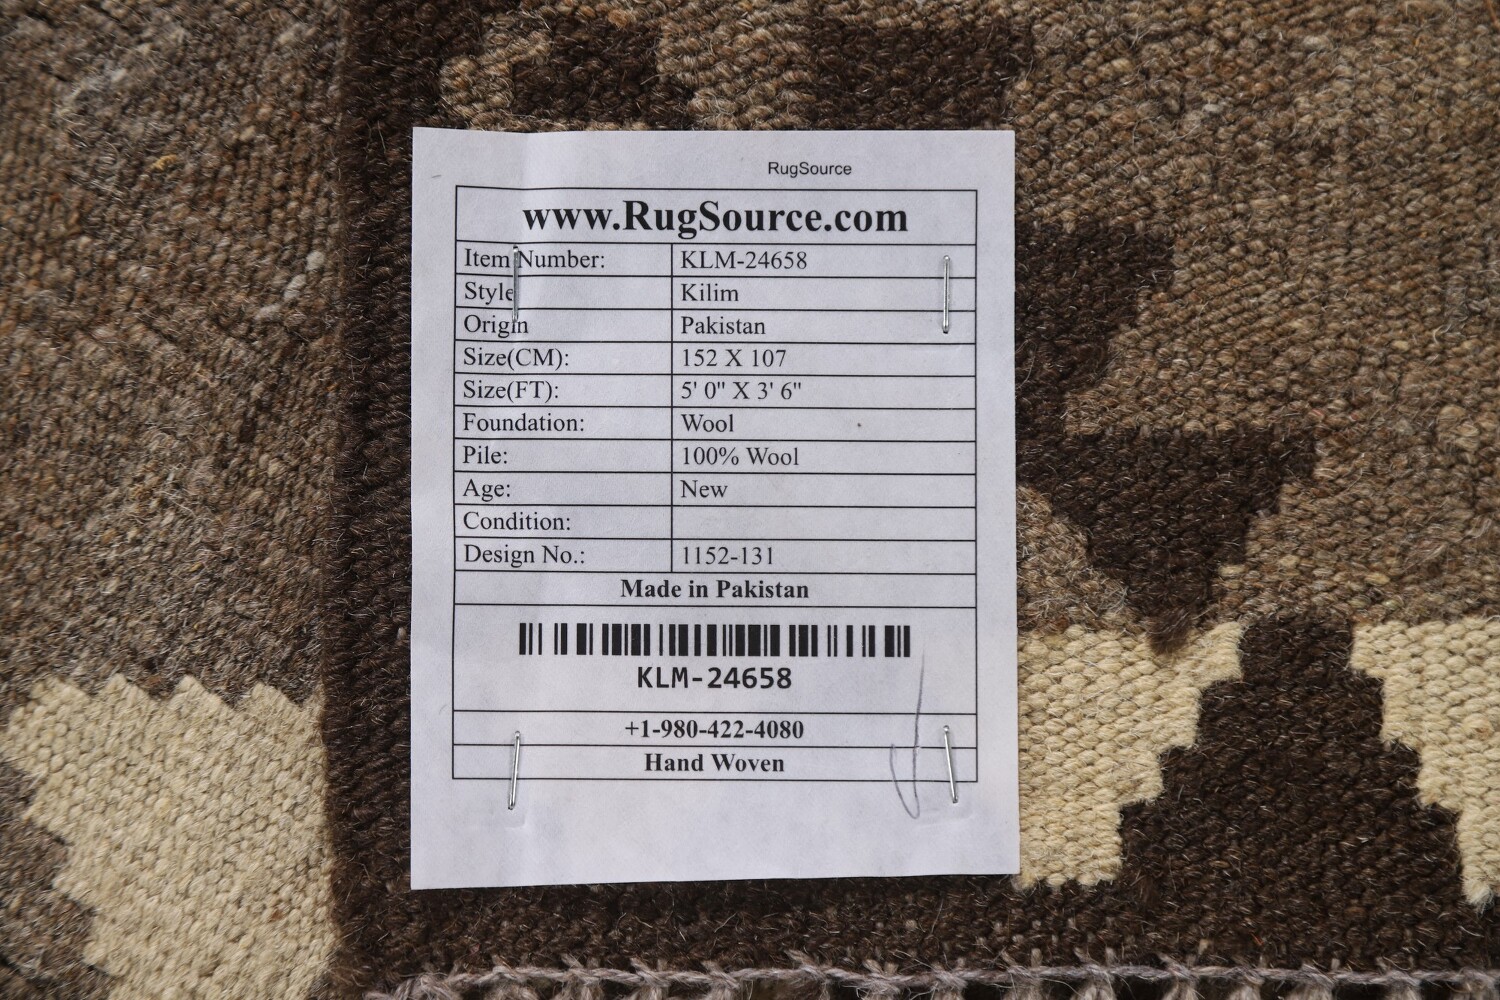 RugSource
www.RugSource.com
Item Number: KLM-24658
Style Kilim
Origin Pakistan
Size(CM): 152 X 107
Size(FT): 5' 0" X 3' 6"
Foundation: Wool
Pile: 100% Wool
Age: New
Condition:
Design No.: 1152-131
Made in Pakistan
KLM-24658
+1-980-422-4080
Hand Woven